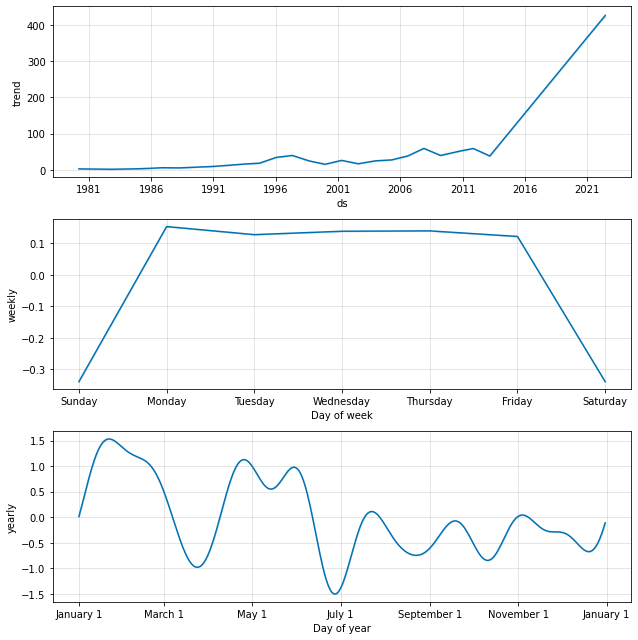 400
300
200
100
0
trend
1981 1986 1991 1996 2001 2006 2011 2016 2021
ds
0.1
0.0
-0.1
-0.2
-0.3
weekly
Sunday Monday Tuesday Wednesday Thursday Friday Saturday
Day of week
1.5
1.0
0.5
0.0
-0.5
-1.0
-1.5
yearly
January 1 March 1 May 1 July 1 September 1 November 1 January 1
Day of year